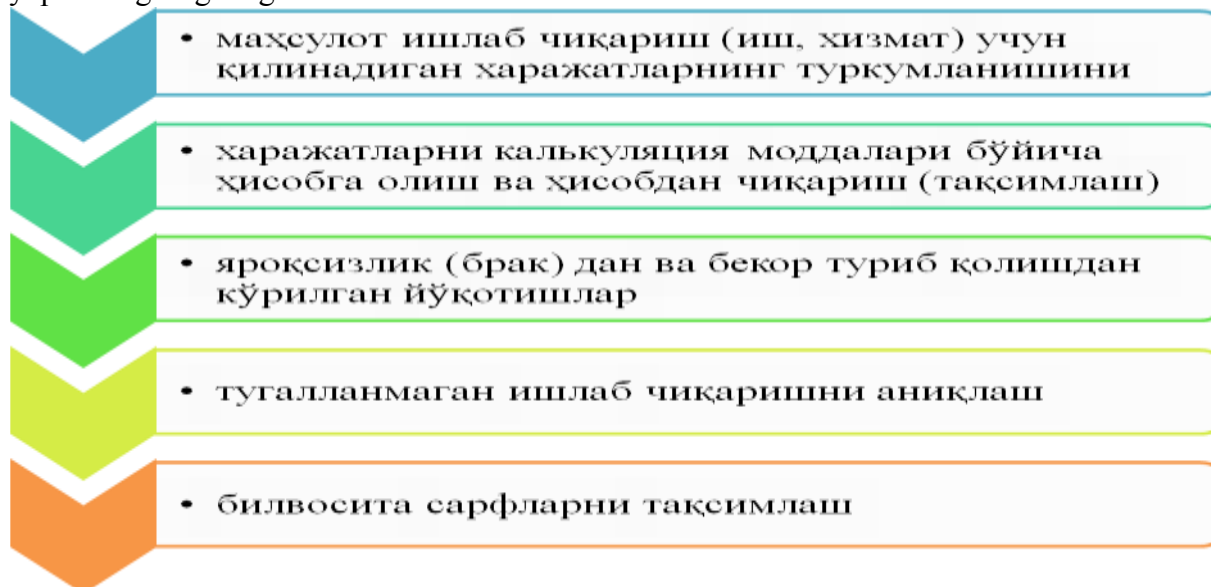 • маҳсулот ишлаб чиқариш (иш, хизмат) учун
қилинадиган харажатларнинг туркумланишини
• харажатларни калькуляция моддалари бўйича
ҳисобга олиш ва ҳисобдан чиқариш (тақсимлаш)
• яроқсизлик (брак) дан ва бекор туриб қолишдан
кўрилган йўқотишлар
• тугалланмаган ишлаб чиқаришни аниқлаш
• билвосита сарфларни тақсимлаш